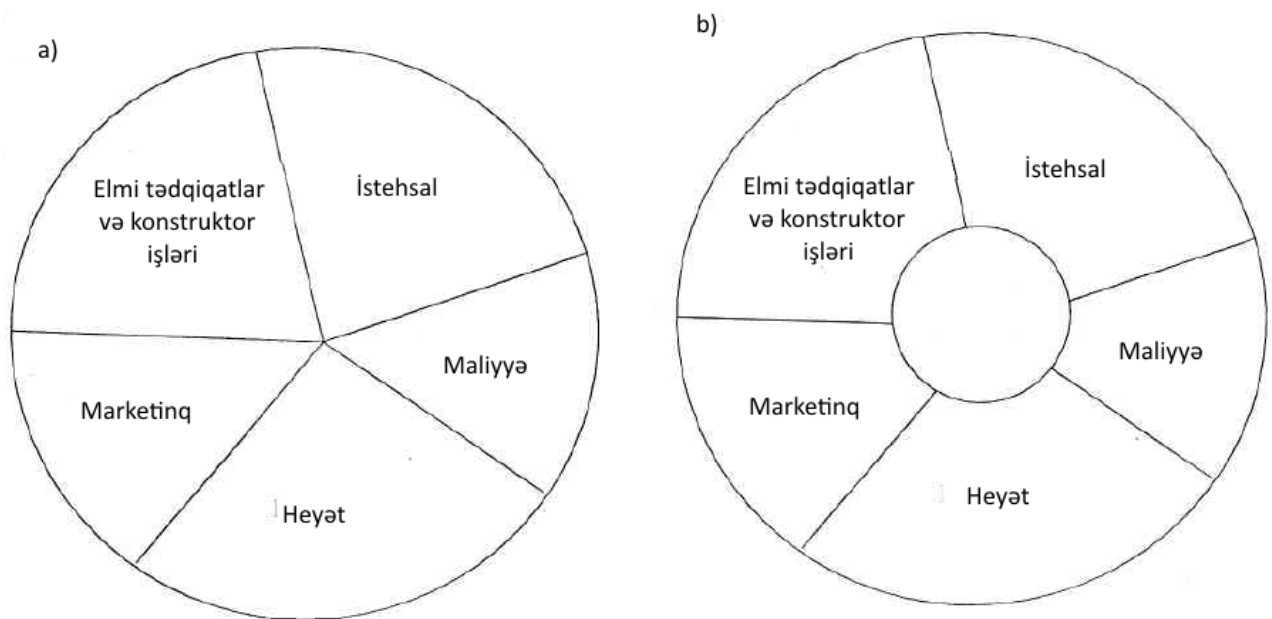 a)
Elmi tədqiqatlar
və konstruktor
işləri
İstehsal
Maliyyə
Marketinq
Heyət
b)
Elmi tədqiqatlar
və konstruktor
işləri
İstehsal
Maliyyə
Marketinq
Heyət